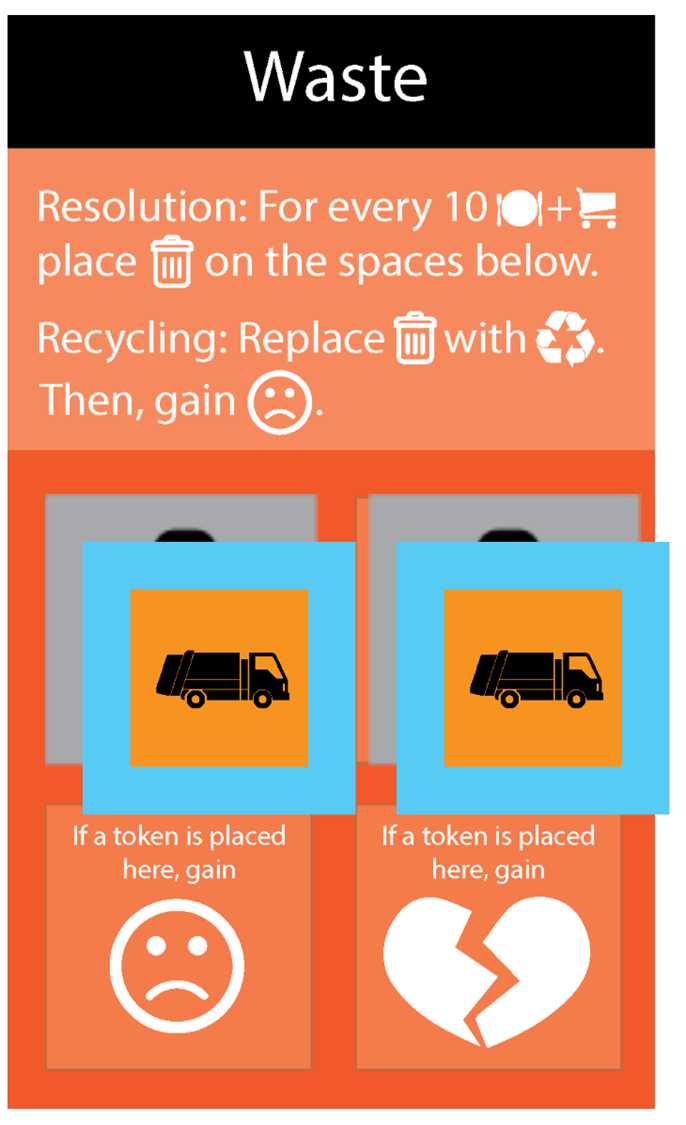 Waste
Resolution: For every 10 +
place on the spaces below.
Recycling: Replace with .
Then, gain .
If a token is placed
here, gain
If a token is placed
here, gain